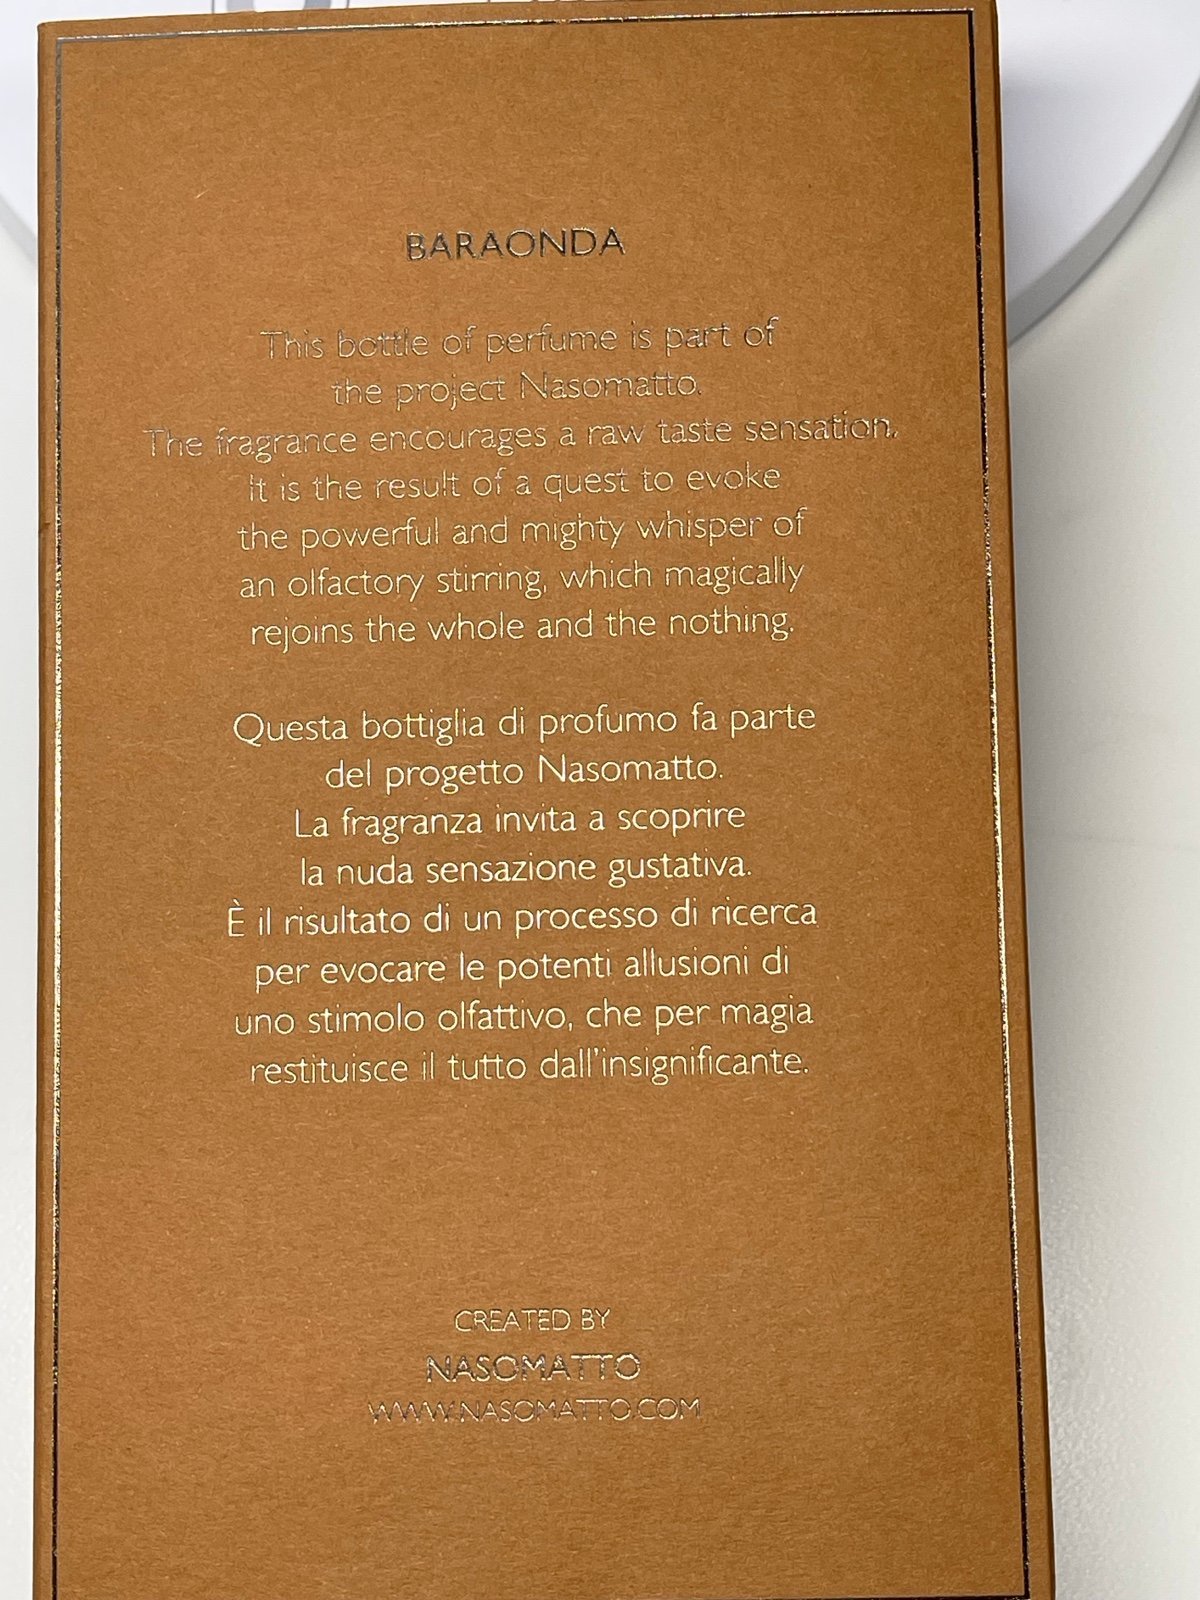 BARAONDA
This bottle of perfume is part of
the project Nasomatto.
The fragrance encourages a raw taste sensation.
It is the result of a quest to evoke
the powerful and mighty whisper of
an olfactory stirring, which magically
rejoins the whole and the nothing.
Questa bottiglia di profumo fa parte
del progetto Nasomatto.
La fragranza invita a scoprire
la nuda sensazione gustativa.
È il risultato di un processo di ricerca
per evocare le potenti allusioni di
uno stimolo olfattivo, che per magia
restituisce il tutto dall'insignificante.
CREATED BY
NASOMATTO
WWW.NASOMATTO.COM